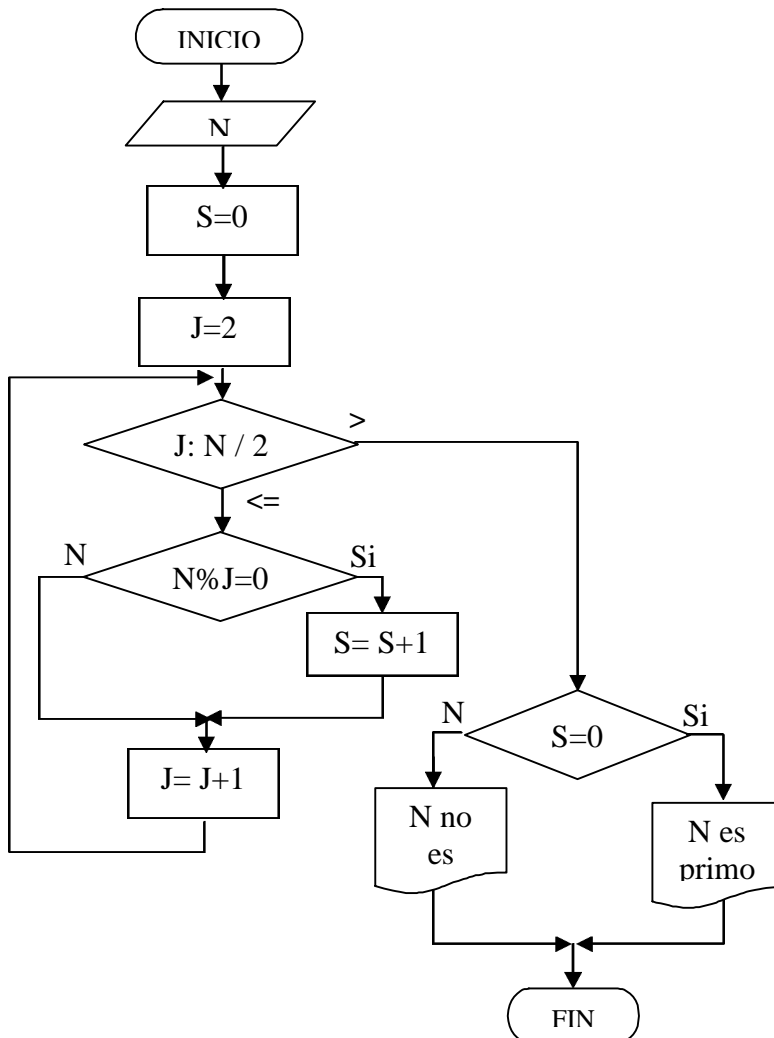 INICIO
N
S=0
J=2
>
J: N / 2
<=
N
Si
N%J=0
S= S+1
J= J+1
N
Si
S=0
N no
es
N es
primo
FIN